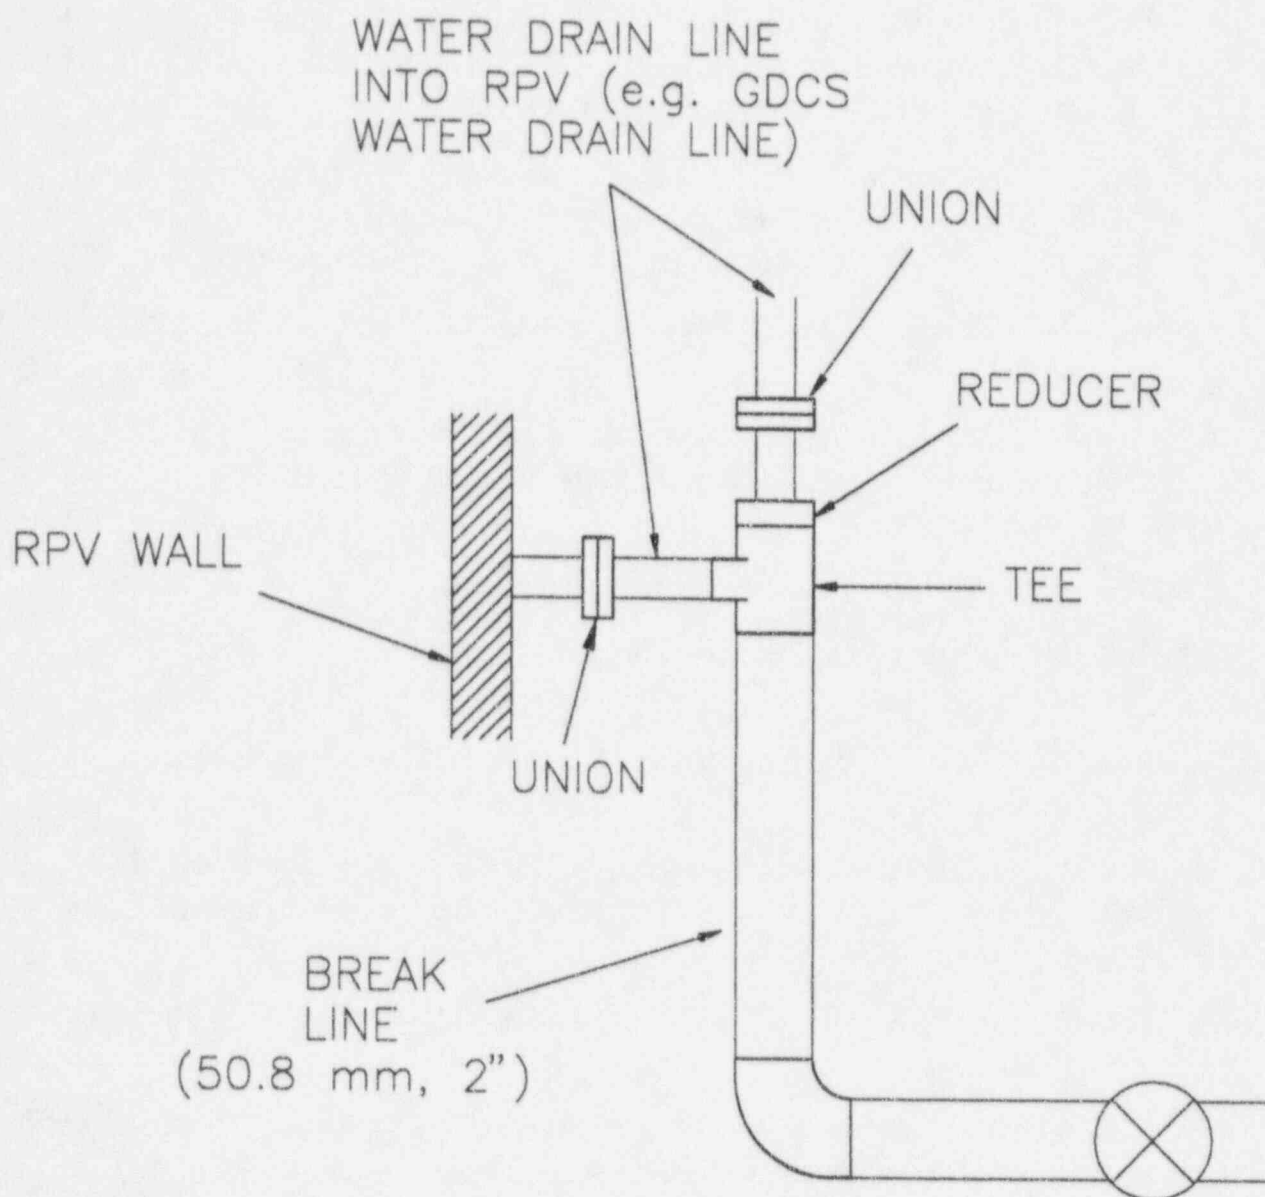 WATER DRAIN LINE
INTO RPV (e.g. GDCS
WATER DRAIN LINE)
UNION
REDUCER
RPV WALL
TEE
UNION
BREAK
LINE
(50.8 mm, 2")